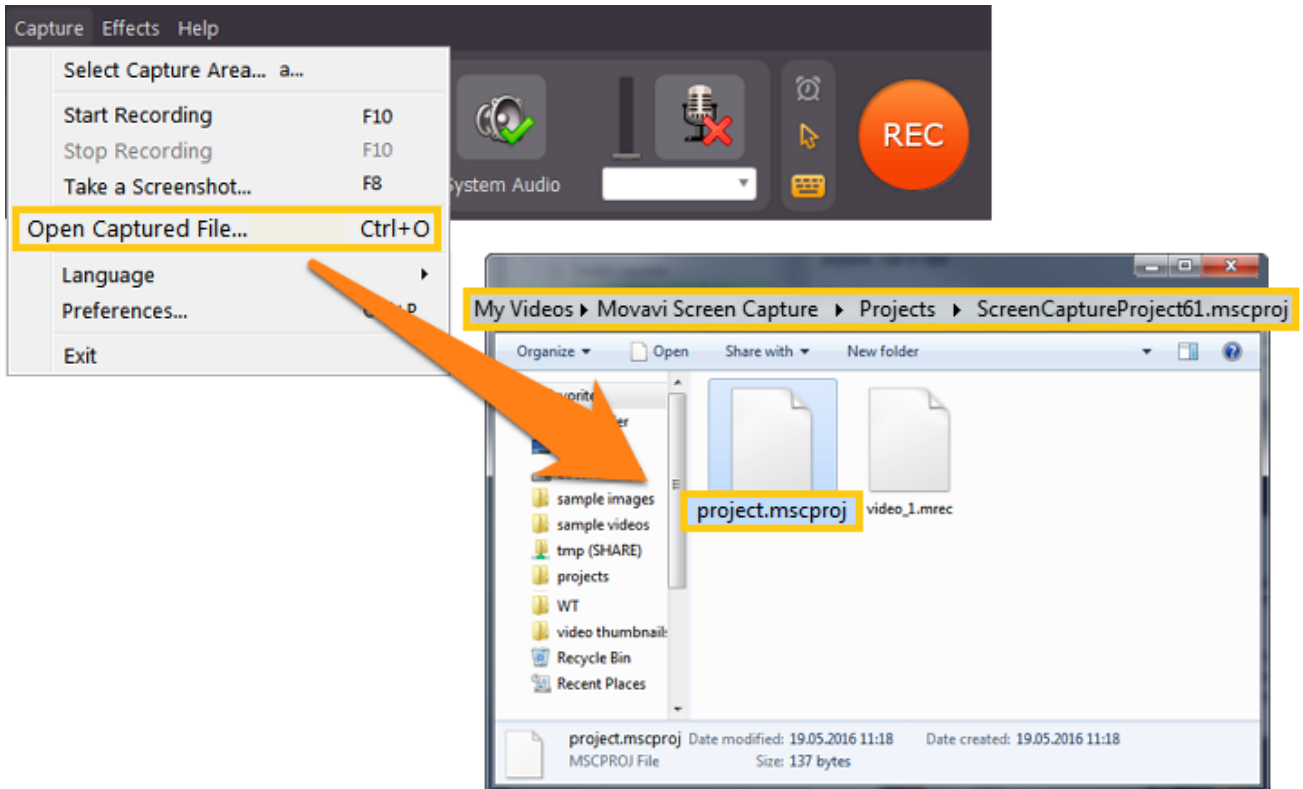 Capture Effects Help
Select Capture Area... a...
Start Recording F10
Stop Recording F10
Take a Screenshot... F8
Open Captured File... Ctrl+O
Language
Preferences...
Exit
System Audio
REC
My Videos Movavi Screen Capture Projects ScreenCaptureProject61.mscproj
Organize Open Share with New folder
sample images
sample videos
tmp (SHARE)
projects
WT
video thumbnails
Recycle Bin
Recent Places
project.mscproj video_1.mrec
project.mscproj Date modified: 19.05.2016 11:18 Date created: 19.05.2016 11:18
MSCPROJ File Size: 137 bytes